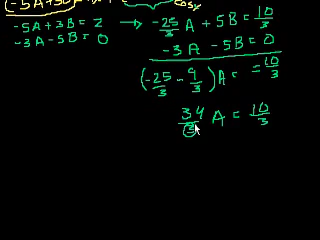 cos x
-5A+3B=2 → -25/3 A + 5B = 10/3
-3A-5B=0 -3A - 5B = 0
(-25/3 - 9/3)A = =10/3
34/3 A = 10/3